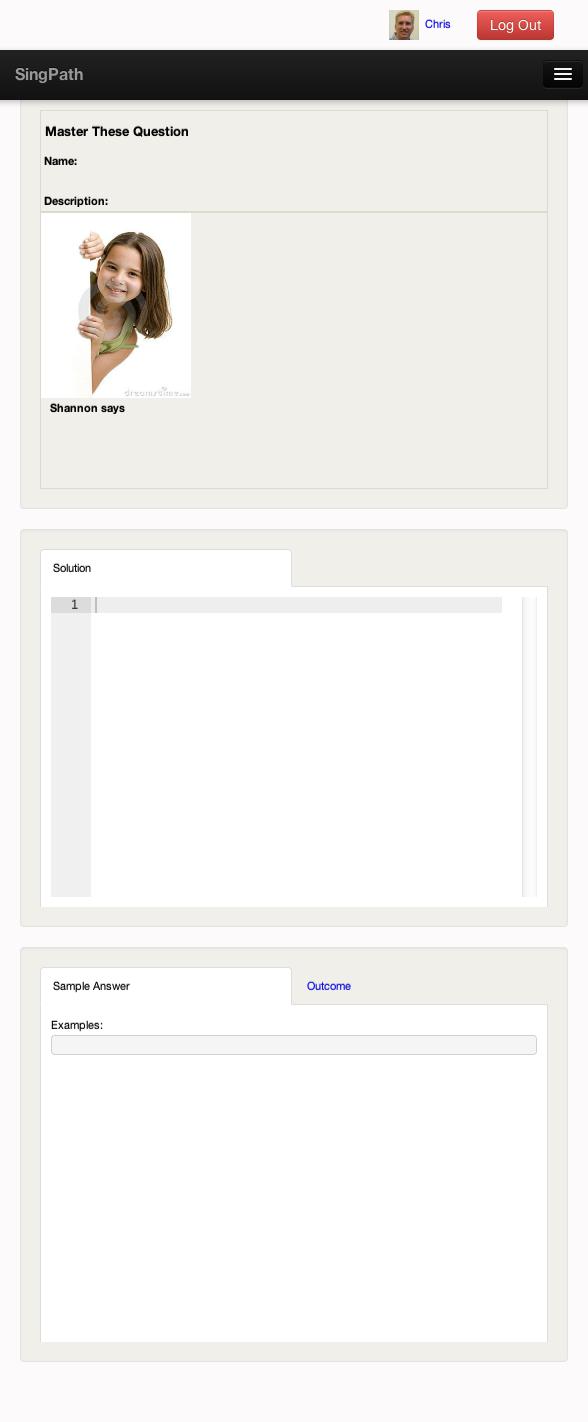 Chris
Log Out
SingPath
Master These Question
Name:
Description:
dreamstime.com
Shannon says
Solution
1
Sample Answer
Outcome
Examples: